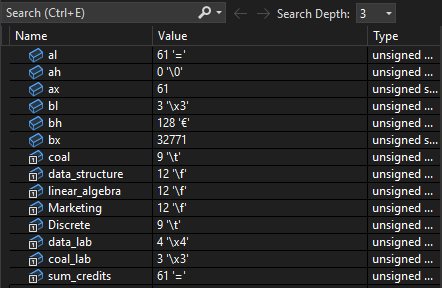 Search (Ctrl+E) Search Depth: 3
Name Value Type
al 61 '=' unsigned ...
ah 0 '\0' unsigned ...
ax 61 unsigned s...
bl 3 '\x3' unsigned ...
bh 128 '€' unsigned ...
bx 32771 unsigned s...
coal 9 '\t' unsigned ...
data_structure 12 '\f' unsigned ...
linear_algebra 12 '\f' unsigned ...
Marketing 12 '\f' unsigned ...
Discrete 9 '\t' unsigned ...
data_lab 4 '\x4' unsigned ...
coal_lab 3 '\x3' unsigned ...
sum_credits 61 '=' unsigned ...